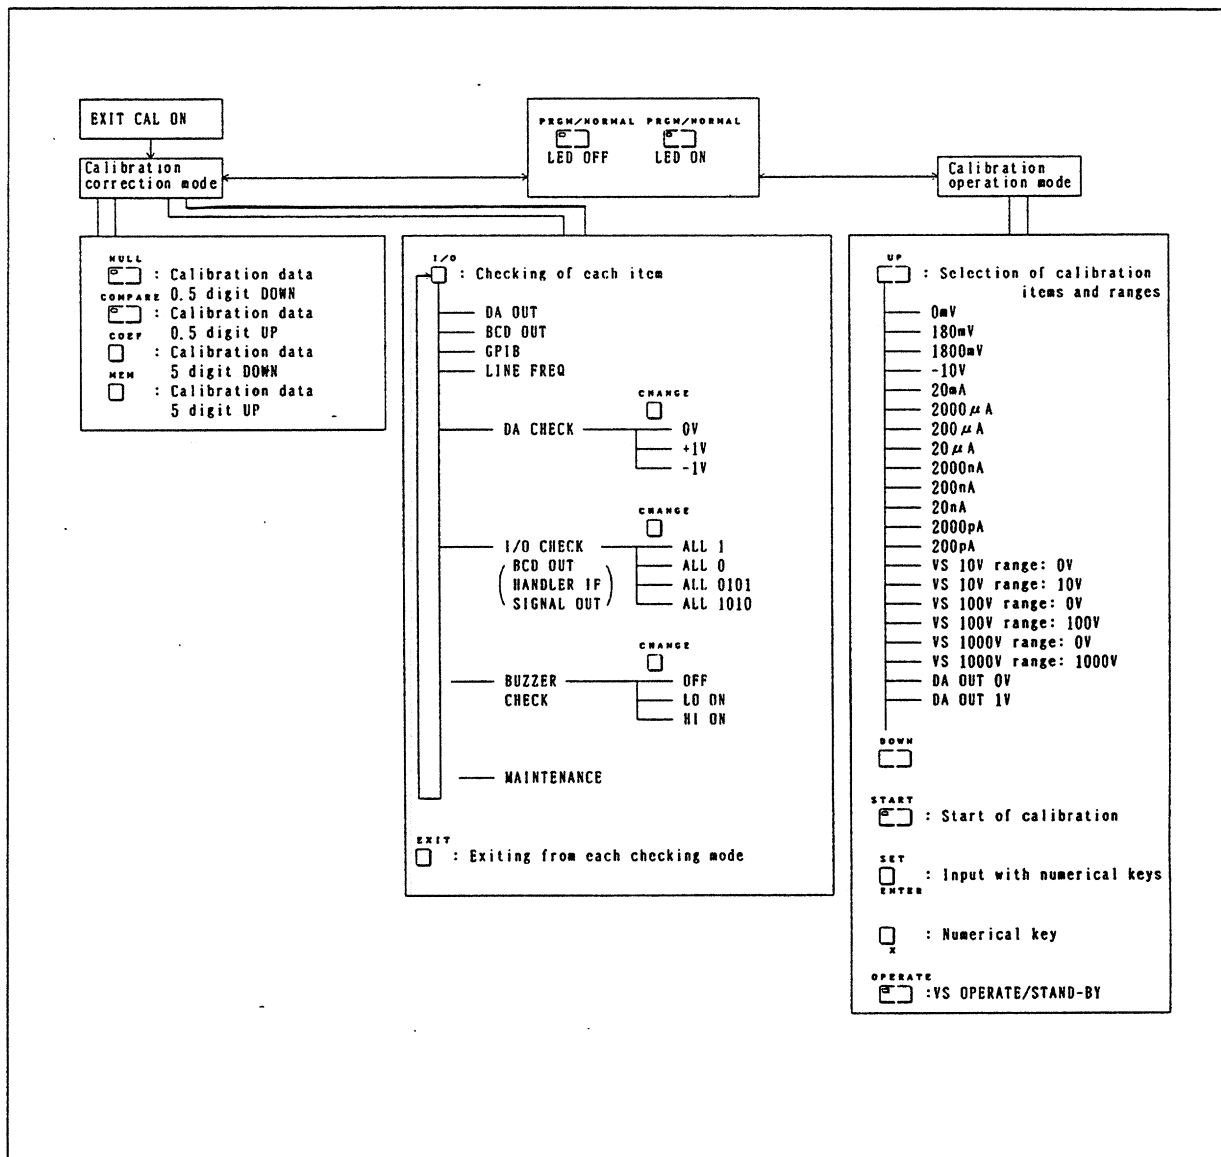 EXIT CAL ON
PRGM/NORMAL PRGM/NORMAL
LED OFF LED ON
Calibration
correction mode
Calibration
operation mode
NULL
: Calibration data
0.5 digit DOWN
COMPARE
: Calibration data
0.5 digit UP
COEF
: Calibration data
5 digit DOWN
MEM
: Calibration data
5 digit UP
I/O
: Checking of each item
DA OUT
BCD OUT
GPIB
LINE FREQ
CHANGE
DA CHECK
0V
+1V
-1V
CHANGE
I/O CHECK
(BCD OUT
HANDLER IF
SIGNAL OUT)
ALL 1
ALL 0
ALL 0101
ALL 1010
CHANGE
BUZZER
CHECK
OFF
LO ON
HI ON
MAINTENANCE
EXIT
: Exiting from each checking mode
UP
: Selection of calibration
items and ranges
0mV
180mV
1800mV
-10V
20mA
2000μA
200μA
20μA
2000nA
200nA
20nA
2000pA
200pA
VS 10V range: 0V
VS 10V range: 10V
VS 100V range: 0V
VS 100V range: 100V
VS 1000V range: 0V
VS 1000V range: 1000V
DA OUT 0V
DA OUT 1V
DOWN
START
: Start of calibration
SET
: Input with numerical keys
ENTER
: Numerical key
x
OPERATE
:VS OPERATE/STAND-BY